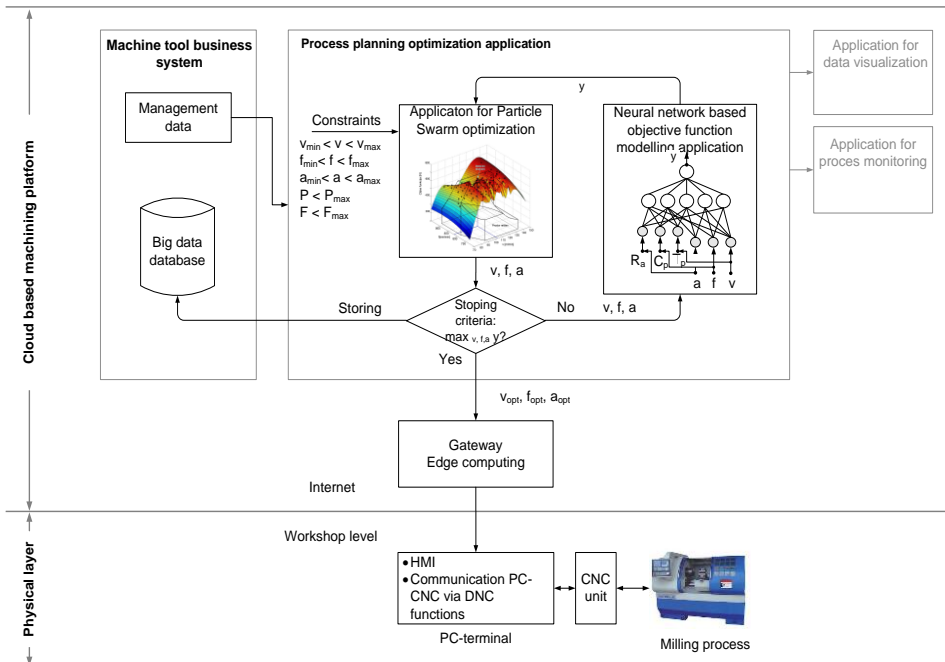 Cloud based machining platform
Physical layer
Machine tool business
system
Management
data
Big data
database
Process planning optimization application
Constraints
vmin < v < vmax
fmin< f < fmax
amin< a < amax
P < Pmax
F < Fmax
Applicaton for Particle
Swarm optimization
y
Neural network based
objective function
modelling application
y
Ra Cp Tp
a f v
v, f, a
Stoping
criteria:
max v, f,a y?
Storing
No
v, f, a
Yes
Application for
data visualization
Application for
proces monitoring
vopt, fopt, aopt
Gateway
Edge computing
Internet
Workshop level
•HMI
•Communication PC-
CNC via DNC
functions
PC-terminal
CNC
unit
Milling process